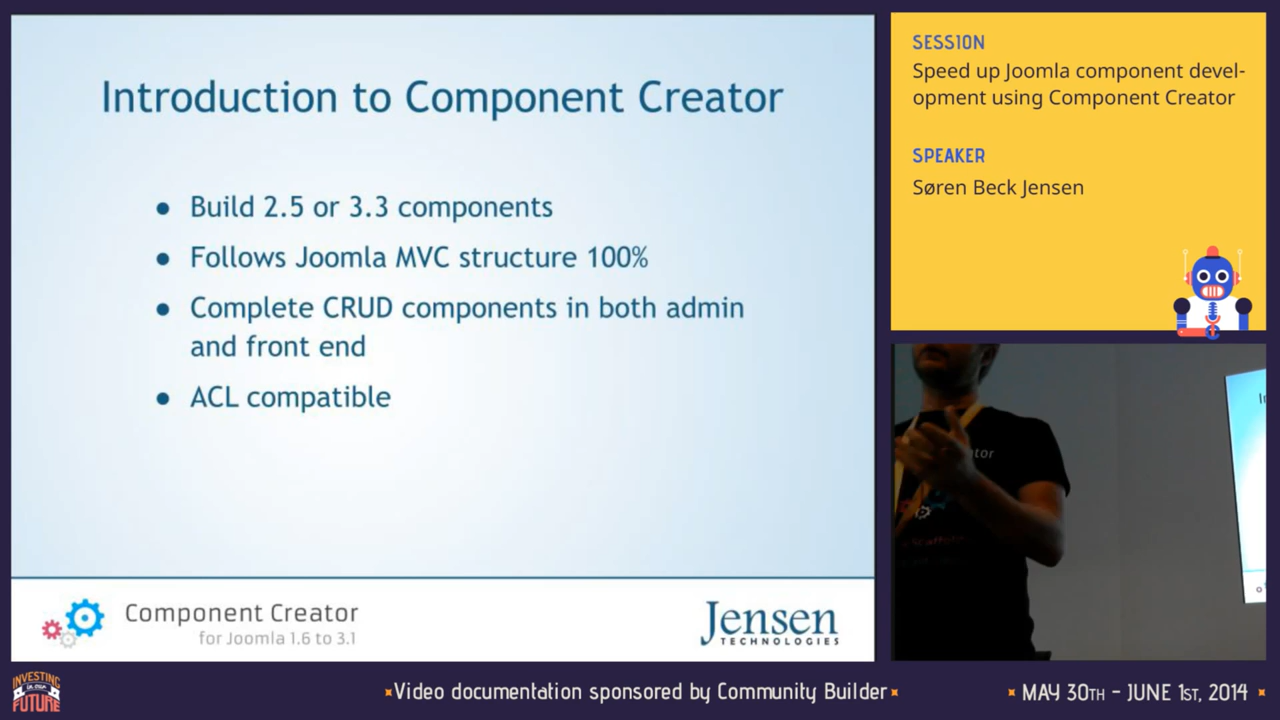 Introduction to Component Creator
● Build 2.5 or 3.3 components
● Follows Joomla MVC structure 100%
● Complete CRUD components in both admin
and front end
● ACL compatible
Component Creator
for Joomla 1.6 to 3.1
Jensen
TECHNOLOGIES
SESSION
Speed up Joomla component devel-
opment using Component Creator
SPEAKER
Søren Beck Jensen
INVESTING
IN OUR
FUTURE
Video documentation sponsored by Community Builder
MAY 30TH - JUNE 1ST, 2014